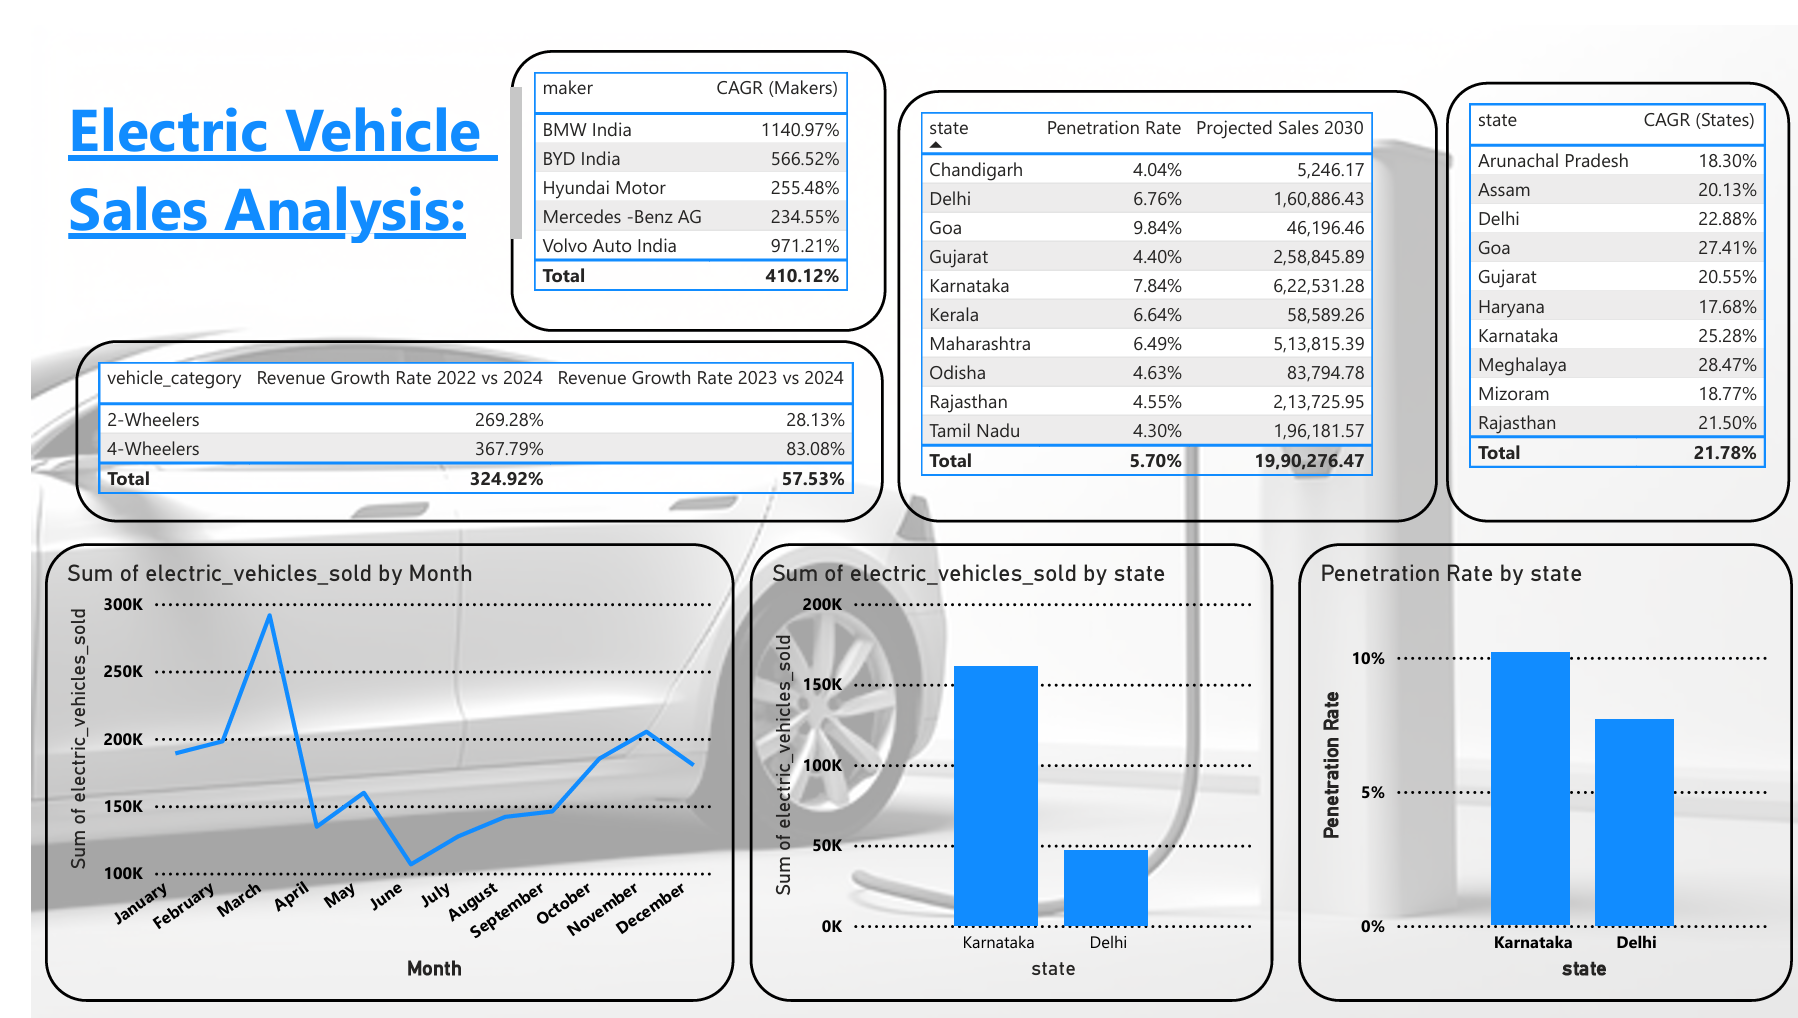 Electric Vehicle
Sales Analysis:
maker CAGR (Makers)
BMW India 1140.97%
BYD India 566.52%
Hyundai Motor 255.48%
Mercedes -Benz AG 234.55%
Volvo Auto India 971.21%
Total 410.12%
state Penetration Rate Projected Sales 2030
Chandigarh 4.04% 5,246.17
Delhi 6.76% 1,60,886.43
Goa 9.84% 46,196.46
Gujarat 4.40% 2,58,845.89
Karnataka 7.84% 6,22,531.28
Kerala 6.64% 58,589.26
Maharashtra 6.49% 5,13,815.39
Odisha 4.63% 83,794.78
Rajasthan 4.55% 2,13,725.95
Tamil Nadu 4.30% 1,96,181.57
Total 5.70% 19,90,276.47
state CAGR (States)
Arunachal Pradesh 18.30%
Assam 20.13%
Delhi 22.88%
Goa 27.41%
Gujarat 20.55%
Haryana 17.68%
Karnataka 25.28%
Meghalaya 28.47%
Mizoram 18.77%
Rajasthan 21.50%
Total 21.78%
vehicle_category Revenue Growth Rate 2022 vs 2024 Revenue Growth Rate 2023 vs 2024
2-Wheelers 269.28% 28.13%
4-Wheelers 367.79% 83.08%
Total 324.92% 57.53%
Sum of electric_vehicles_sold by Month
Sum of electric_vehicles_sold
300K
250K
200K
150K
100K
January February March April May June July August September October November December
Month
Sum of electric_vehicles_sold by state
Sum of electric_vehicles_sold
200K
150K
100K
50K
0K
Karnataka Delhi
state
Penetration Rate by state
Penetration Rate
10%
5%
0%
Karnataka Delhi
state